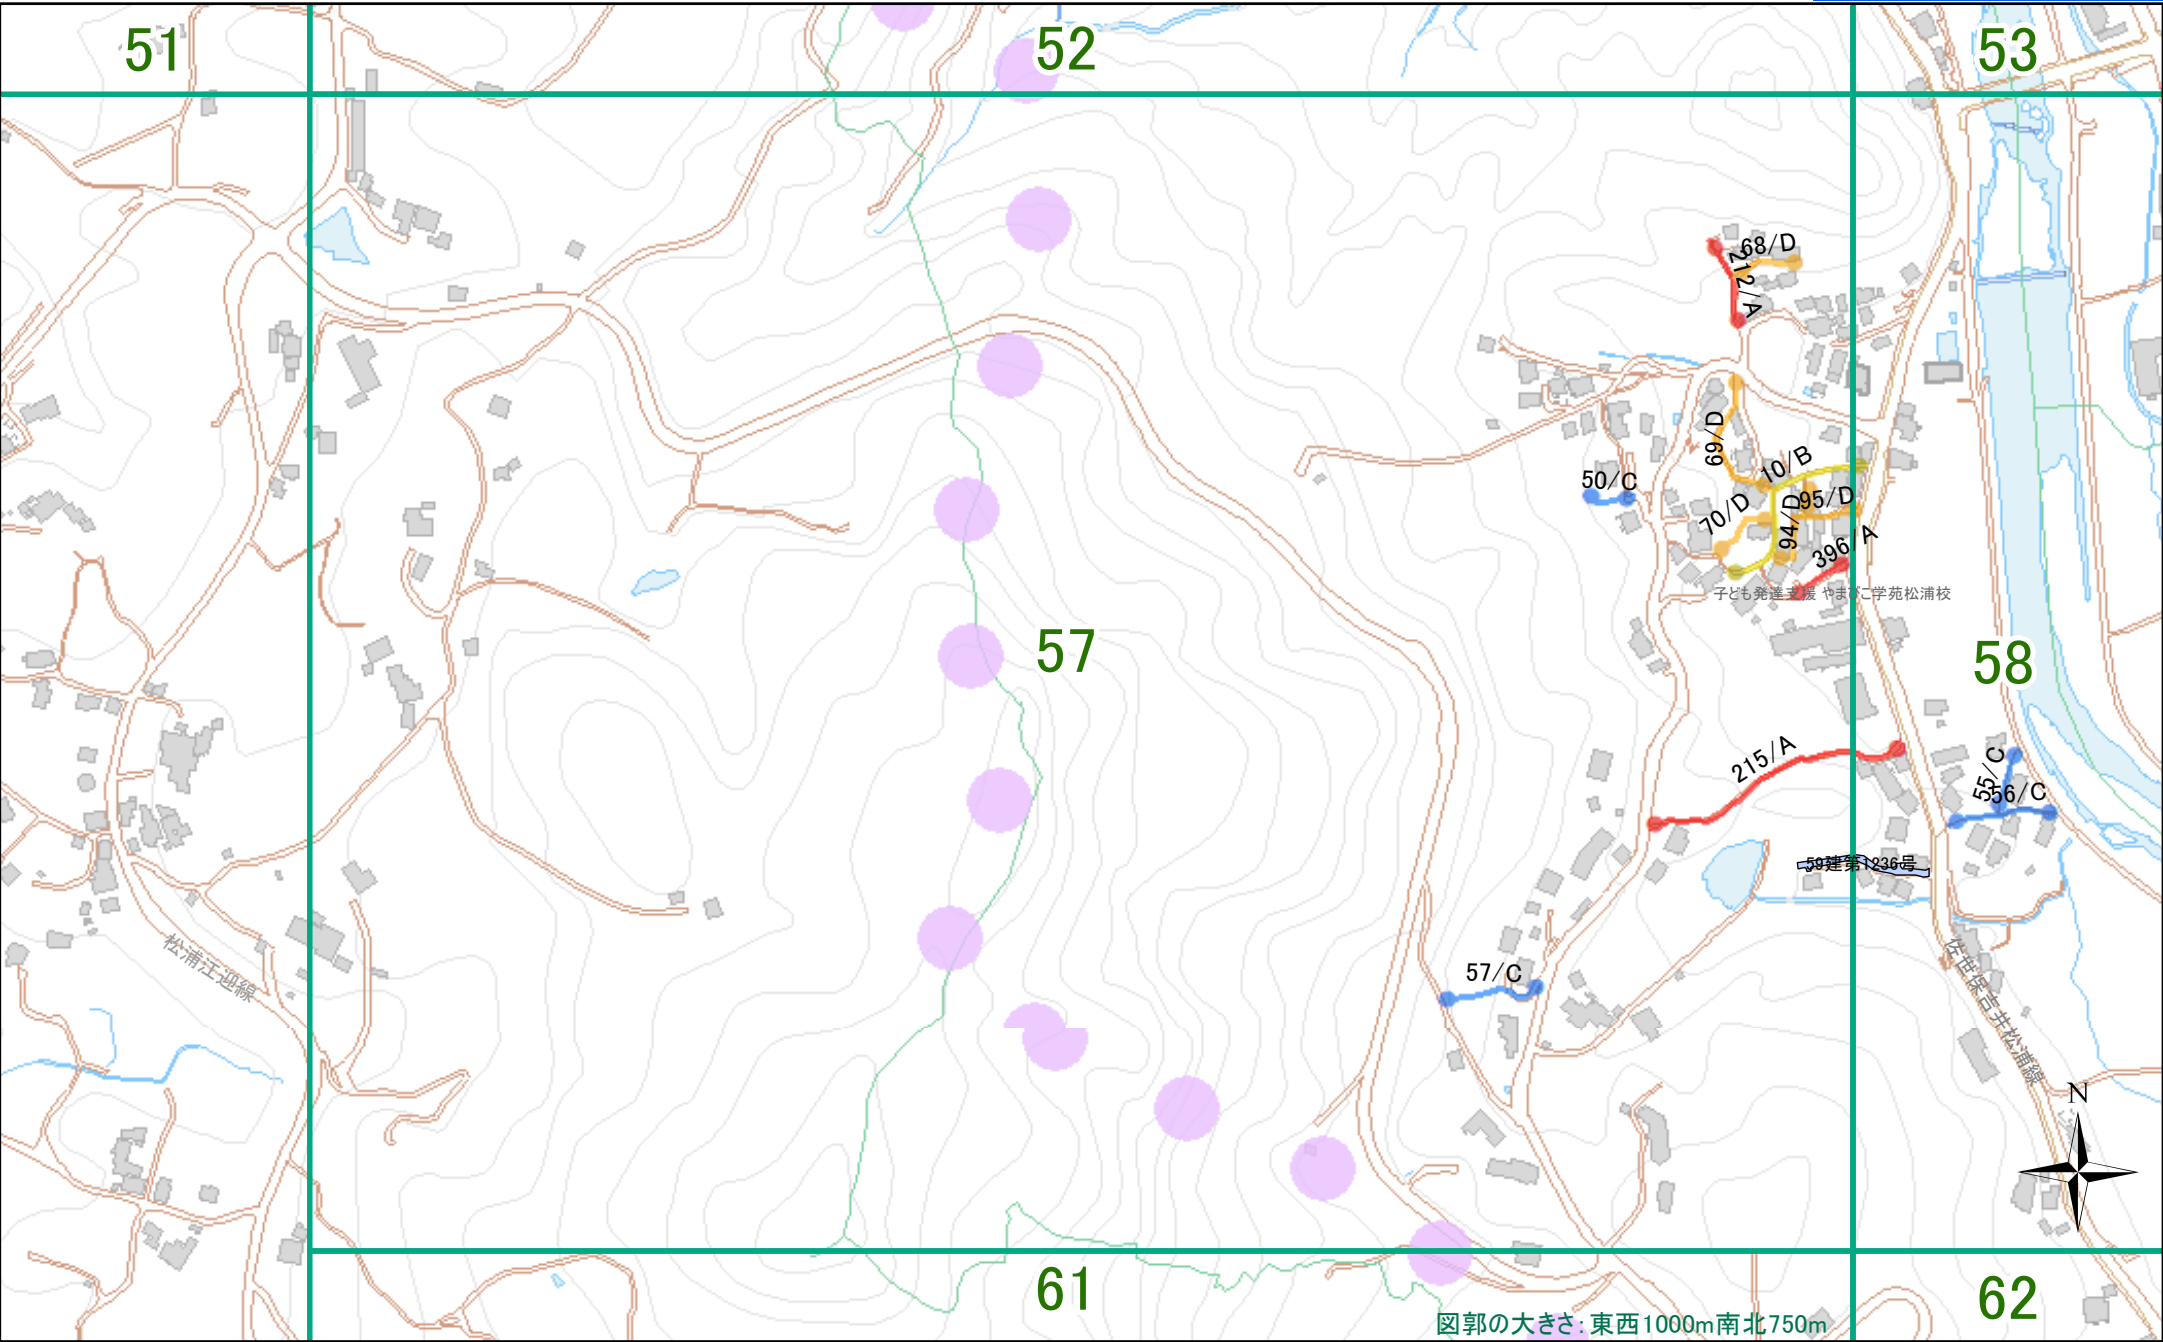 51
52
53
68/D
212/A
69/D
10/B
50/C
95/D
70/D
94/D
396/A
子ども発達支援 やまびこ学苑松浦校
57
58
215/A
55/C
56/C
59建第1236号
松浦江迎線
57/C
佐世保吉井松浦線
N
61
62
図郭の大きさ：東西1000m南北750m